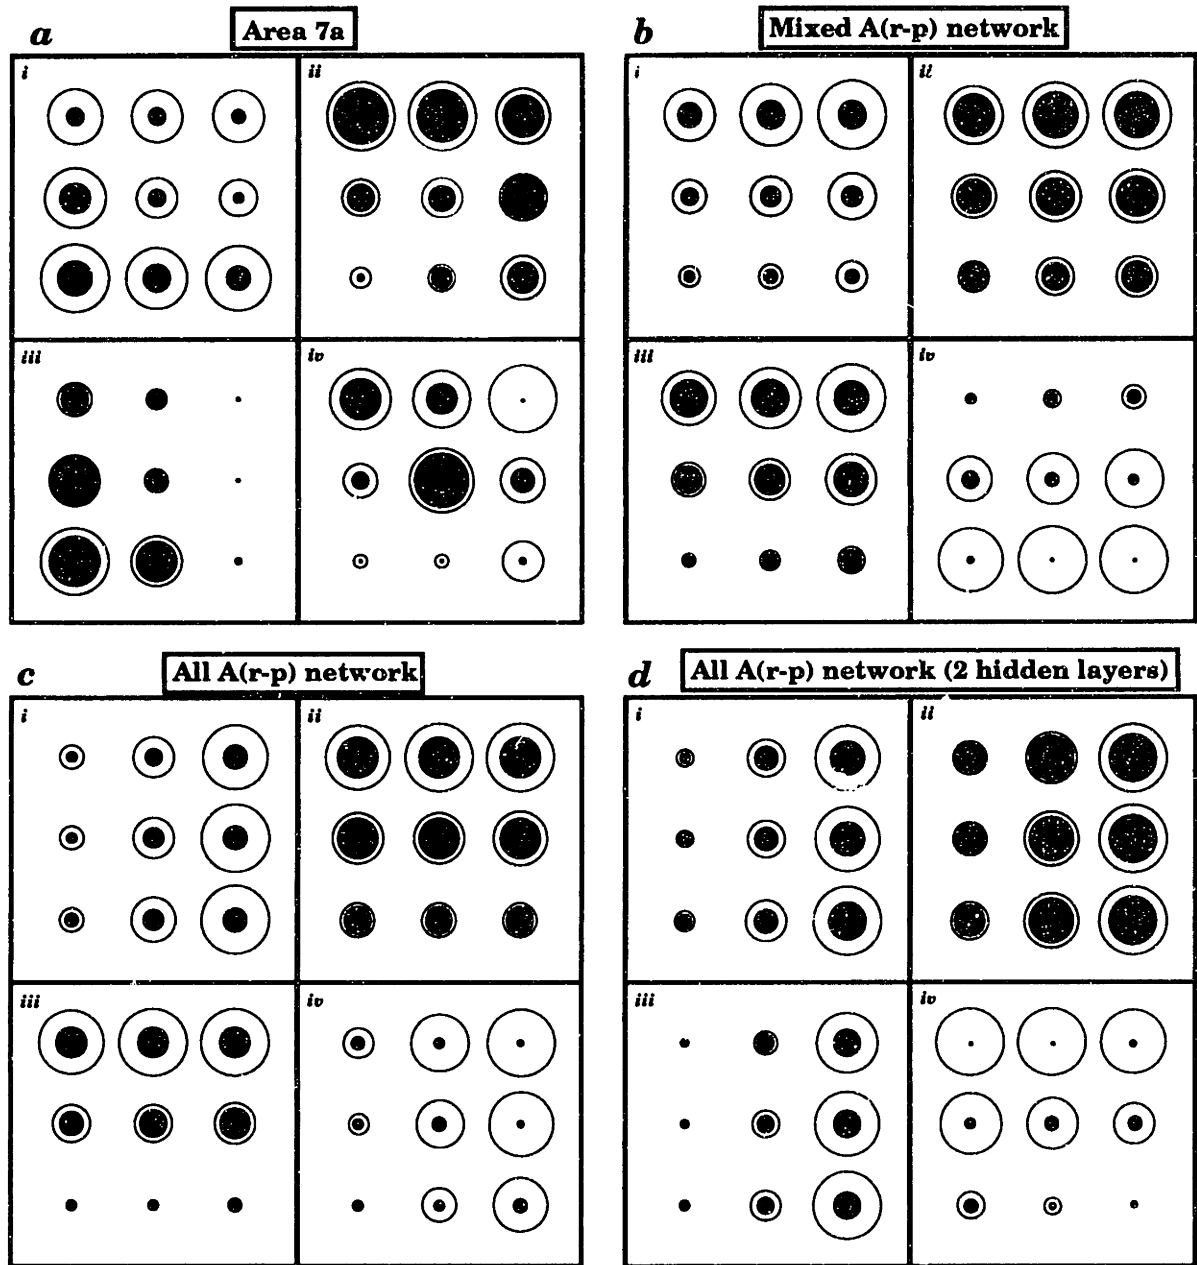 a Area 7a
i ii
iii iv
b Mixed A(r-p) network
i ii
iii iv
c All A(r-p) network
i ii
iii iv
d All A(r-p) network (2 hidden layers)
i ii
iii iv